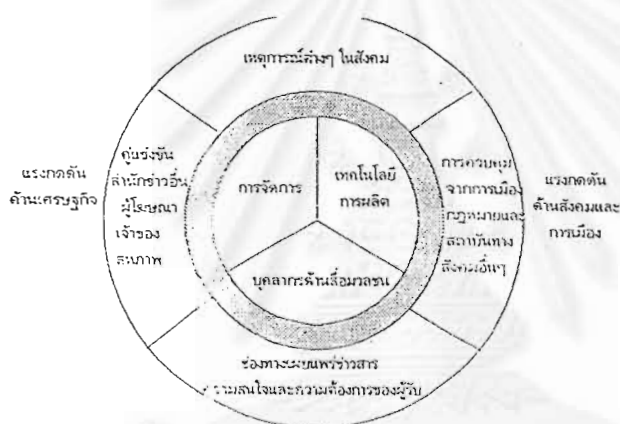 เหตุการณ์ต่างๆ ในสังคม
แรงกดดัน
ด้านเศรษฐกิจ
คู่แข่งขัน
สำนักข่าวอื่น
ผู้โฆษณา
เจ้าของ
สหภาพ
การจัดการ
เทคโนโลยี
การผลิต
บุคลากรด้านสื่อมวลชน
การควบคุม
จากการเมือง
กฎหมายและ
สถาบันทาง
สังคมอื่นๆ
แรงกดดัน
ด้านสังคมและ
การเมือง
ช่องทางเผยแพร่ข่าวสาร
ความสนใจและความต้องการของผู้รับ